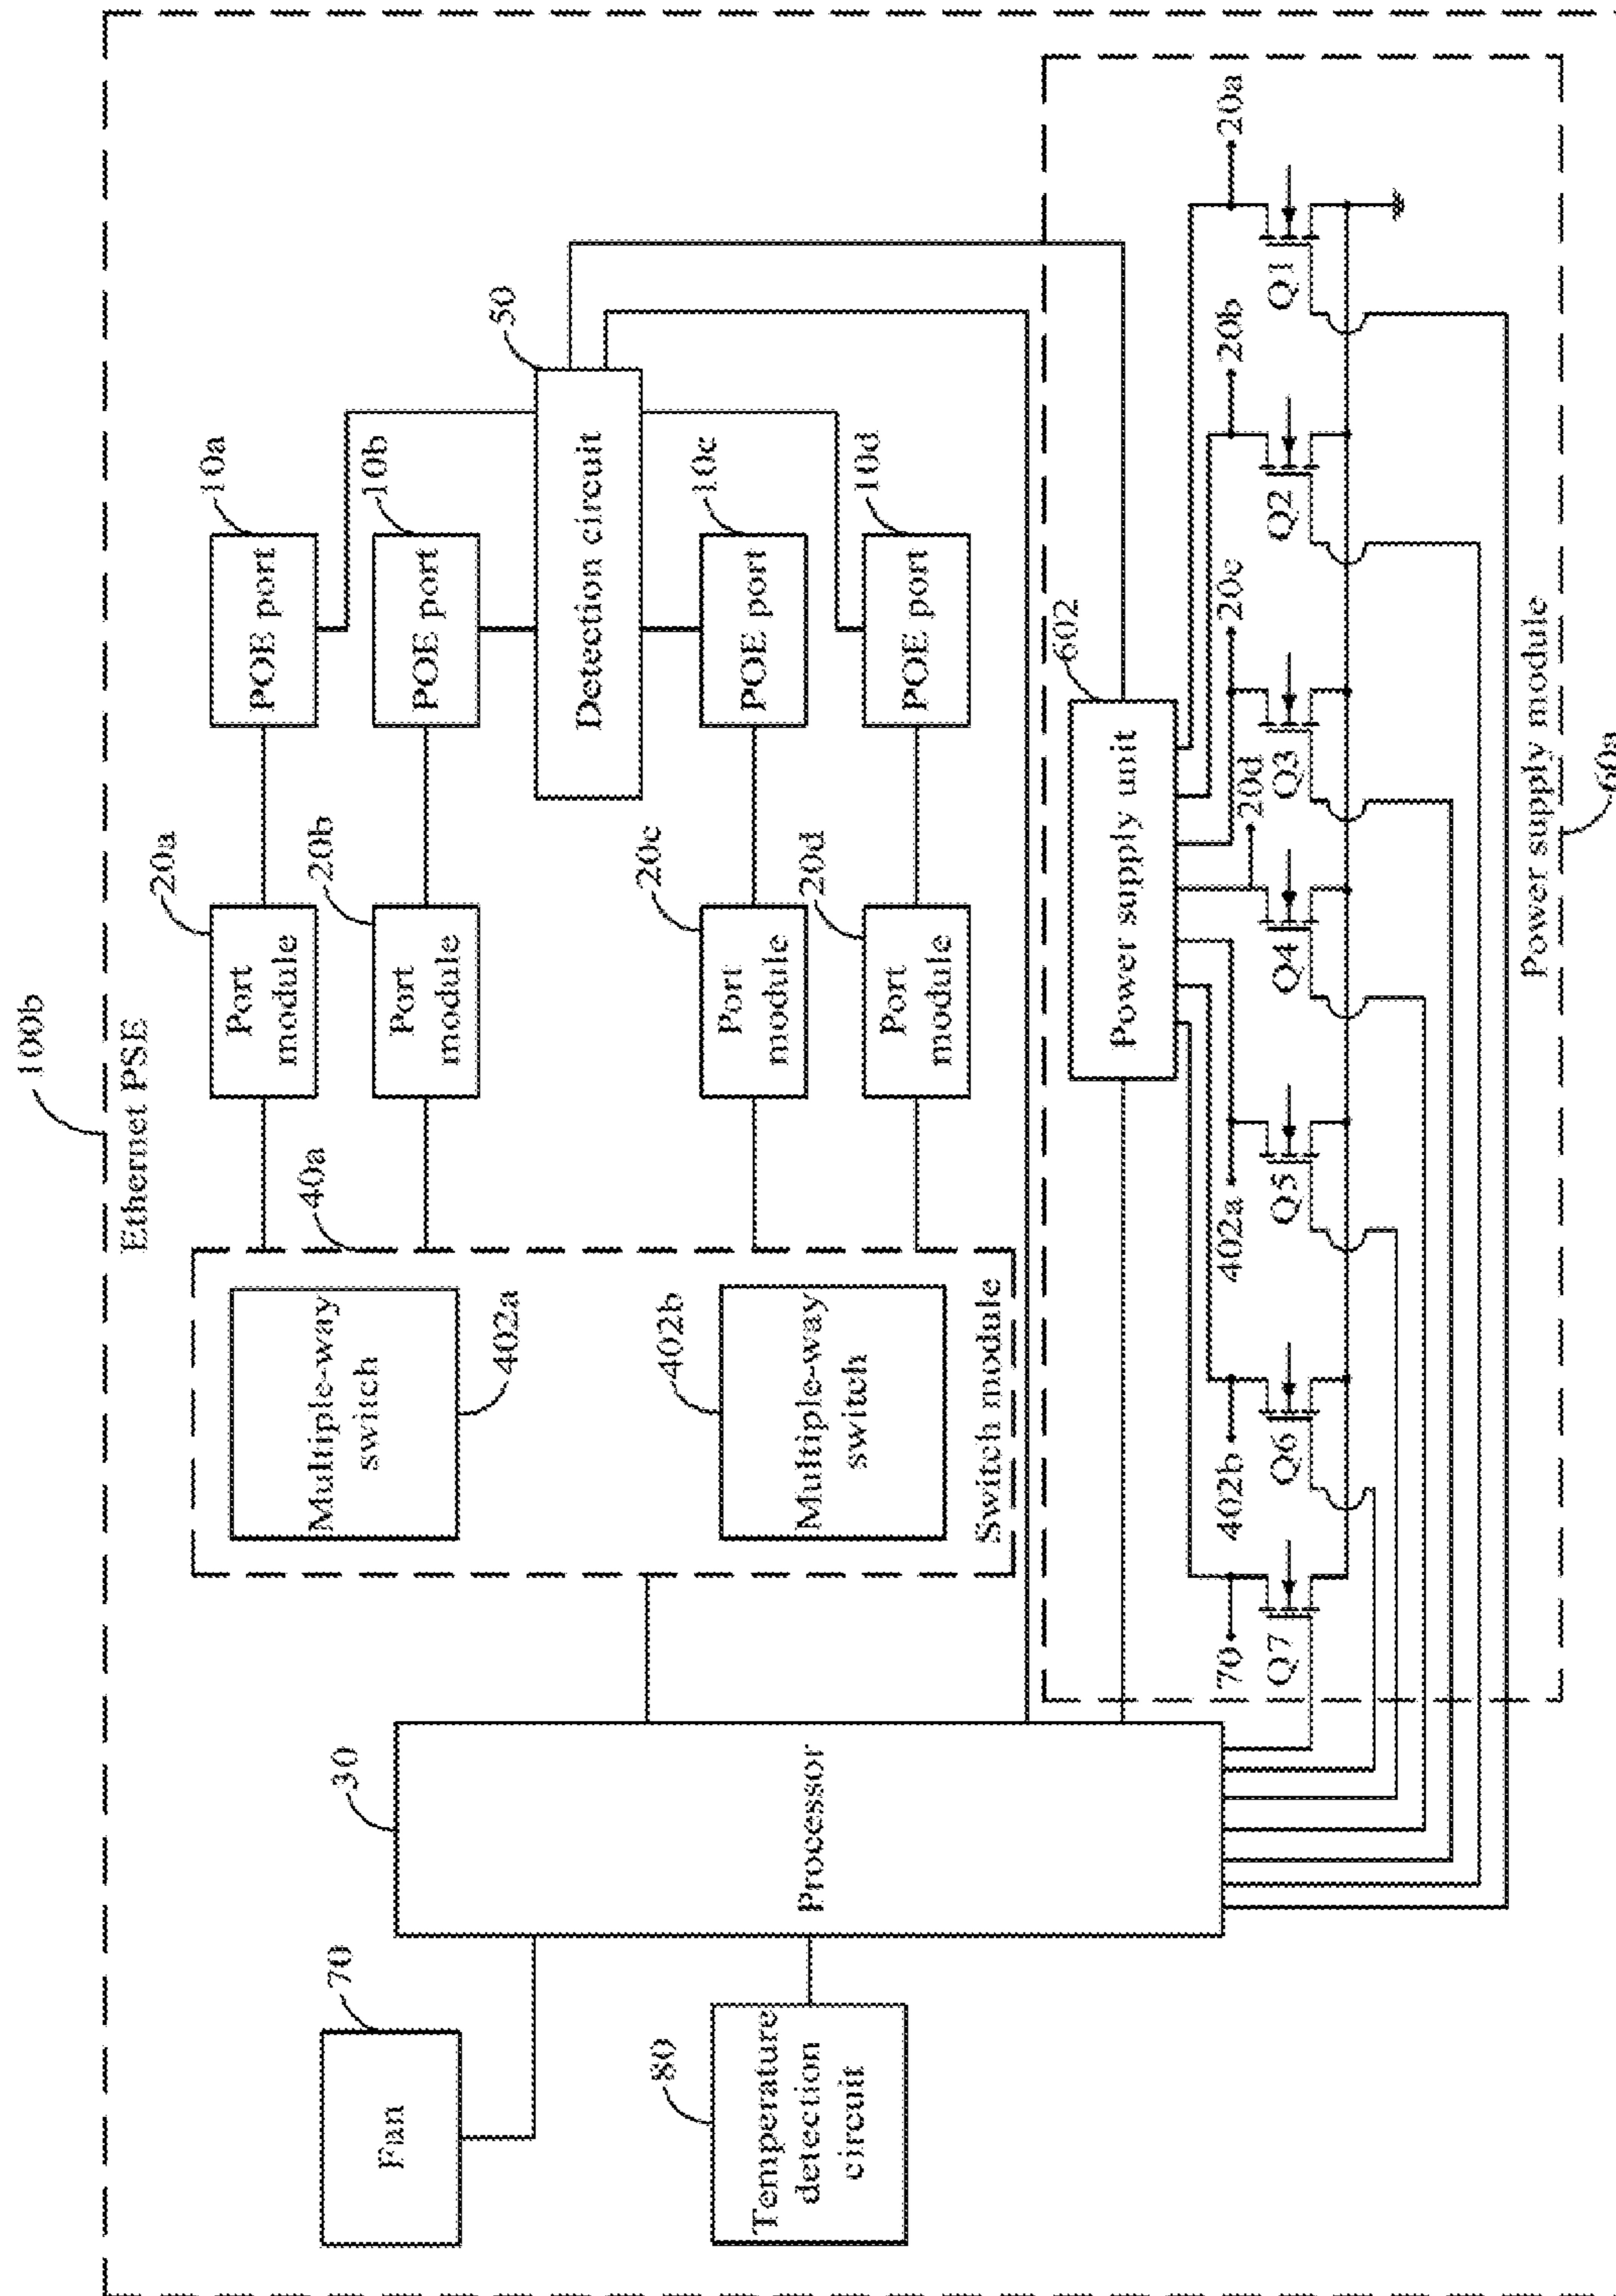 100b
Ethernet PSE
Fan
70
Temperature
detection
circuit
80
Processor
30
Multiple-way
switch
402a
Multiple-way
switch
402b
Switch module
40a
Port
module
20a
Port
module
20b
Port
module
20c
Port
module
20d
POE port
10a
POE port
10b
POE port
10c
POE port
10d
Detection circuit
50
Power supply unit
602
70
402b
402a
20d
20c
20b
20a
Q7
Q6
Q5
Q4
Q3
Q2
Q1
Power supply module
60a